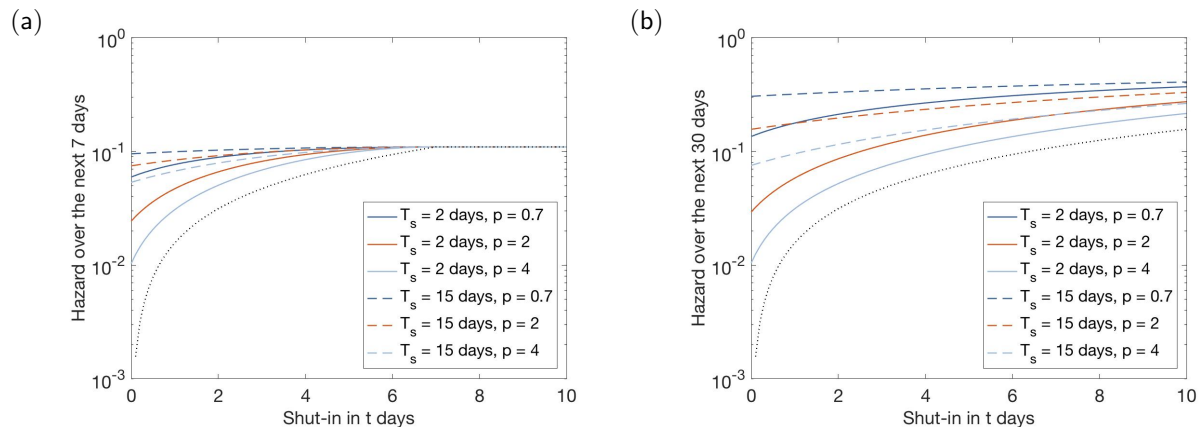 (a)
10^0
10^-1
10^-2
10^-3
Hazard over the next 7 days
0 2 4 6 8 10
Shut-in in t days
T_s = 2 days, p = 0.7
T_s = 2 days, p = 2
T_s = 2 days, p = 4
T_s = 15 days, p = 0.7
T_s = 15 days, p = 2
T_s = 15 days, p = 4
(b)
10^0
10^-1
10^-2
10^-3
Hazard over the next 30 days
0 2 4 6 8 10
Shut-in in t days
T_s = 2 days, p = 0.7
T_s = 2 days, p = 2
T_s = 2 days, p = 4
T_s = 15 days, p = 0.7
T_s = 15 days, p = 2
T_s = 15 days, p = 4